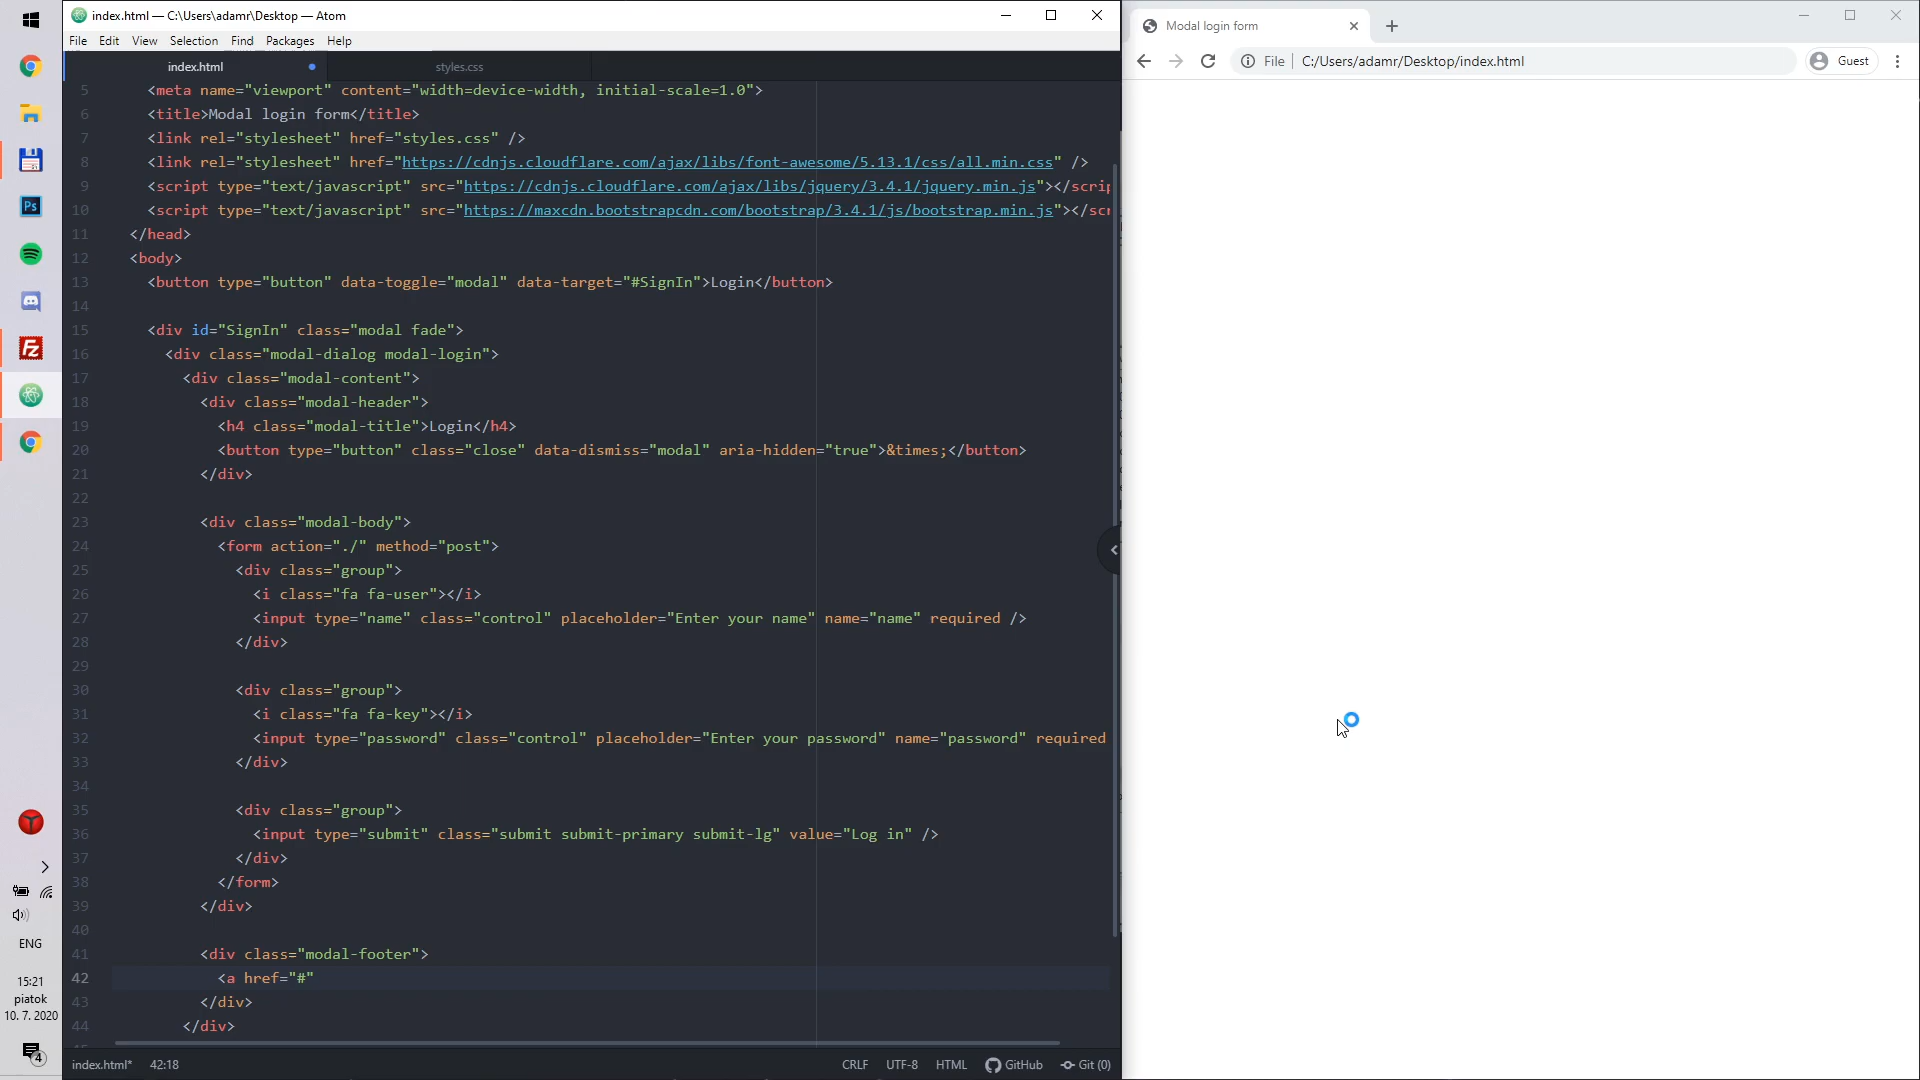 index.html — C:\Users\adamr\Desktop — Atom
File Edit View Selection Find Packages Help
index.html
styles.css
5 <meta name="viewport" content="width=device-width, initial-scale=1.0">
6 <title>Modal login form</title>
7 <link rel="stylesheet" href="styles.css" />
8 <link rel="stylesheet" href="https://cdnjs.cloudflare.com/ajax/libs/font-awesome/5.13.1/css/all.min.css" />
9 <script type="text/javascript" src="https://cdnjs.cloudflare.com/ajax/libs/jquery/3.4.1/jquery.min.js"></scrip
10 <script type="text/javascript" src="https://maxcdn.bootstrapcdn.com/bootstrap/3.4.1/js/bootstrap.min.js"></scr
11 </head>
12 <body>
13 <button type="button" data-toggle="modal" data-target="#SignIn">Login</button>
14
15 <div id="SignIn" class="modal fade">
16 <div class="modal-dialog modal-login">
17 <div class="modal-content">
18 <div class="modal-header">
19 <h4 class="modal-title">Login</h4>
20 <button type="button" class="close" data-dismiss="modal" aria-hidden="true">&times;</button>
21 </div>
22
23 <div class="modal-body">
24 <form action="./" method="post">
25 <div class="group">
26 <i class="fa fa-user"></i>
27 <input type="name" class="control" placeholder="Enter your name" name="name" required />
28 </div>
29
30 <div class="group">
31 <i class="fa fa-key"></i>
32 <input type="password" class="control" placeholder="Enter your password" name="password" required
33 </div>
34
35 <div class="group">
36 <input type="submit" class="submit submit-primary submit-lg" value="Log in" />
37 </div>
38 </form>
39 </div>
40
41 <div class="modal-footer">
42 <a href="#"
43 </div>
44 </div>
index.html* 42:18 CRLF UTF-8 HTML GitHub Git (0)
Modal login form
File C:/Users/adamr/Desktop/index.html Guest
Ps
Fz
ENG
15:21
piatok
10. 7. 2020
4